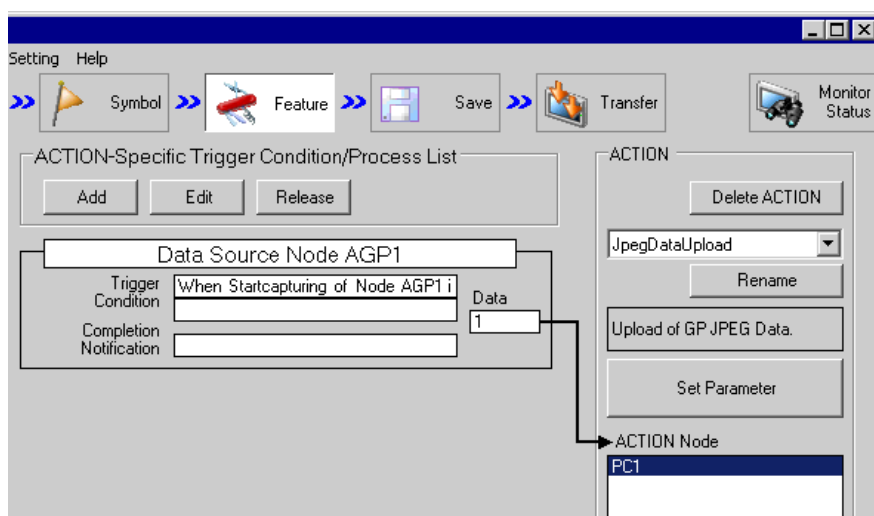 Setting Help
Symbol Feature Save Transfer Monitor Status
ACTION-Specific Trigger Condition/Process List
Add Edit Release
Data Source Node AGP1
Trigger Condition
When Startcapturing of Node AGP1 i
Data
1
Completion Notification
ACTION
Delete ACTION
JpegDataUpload
Rename
Upload of GP JPEG Data.
Set Parameter
ACTION Node
PC1